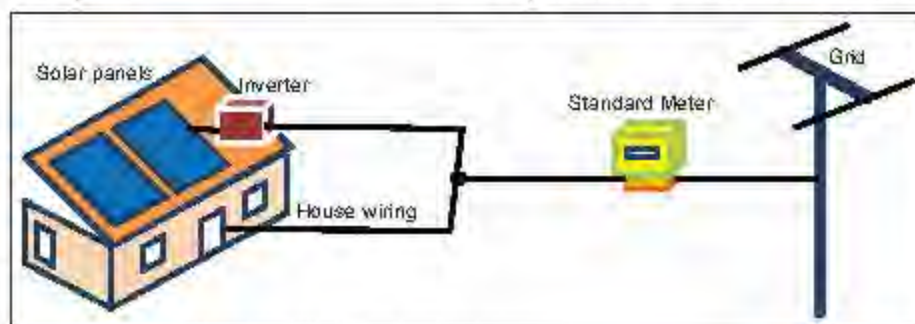 Solar panels
Inverter
Standard Meter
Grid
House wiring